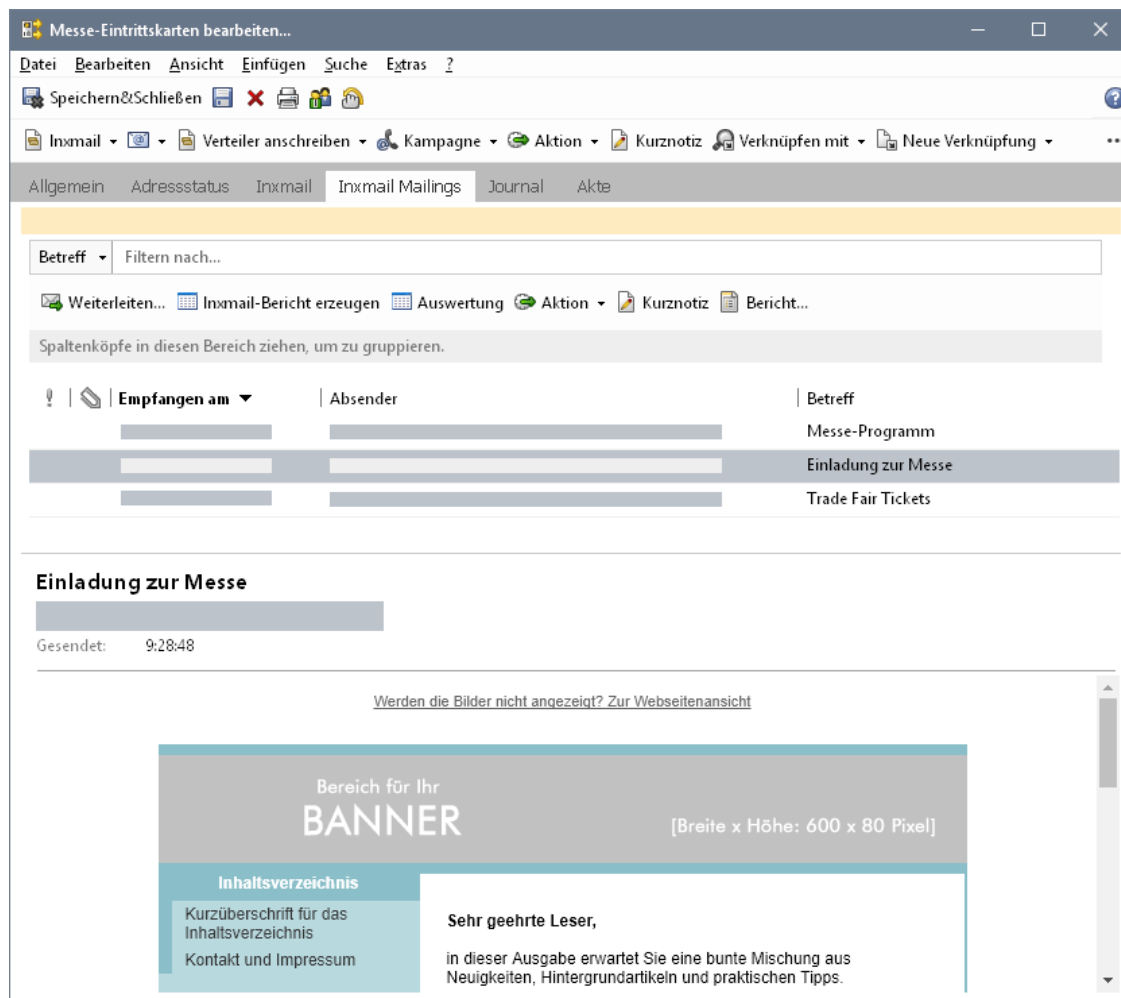 Messe-Eintrittskarten bearbeiten...
Datei Bearbeiten Ansicht Einfügen Suche Extras ?
Speichern&Schließen
Inxmail Verteiler anschreiben Kampagne Aktion Kurznotiz Verknüpfen mit Neue Verknüpfung
Allgemein Adressstatus Inxmail Inxmail Mailings Journal Akte
Betreff Filtern nach...
Weiterleiten... Inxmail-Bericht erzeugen Auswertung Aktion Kurznotiz Bericht...
Spaltenköpfe in diesen Bereich ziehen, um zu gruppieren.
Empfangen am Absender Betreff
Messe-Programm
Einladung zur Messe
Trade Fair Tickets
Einladung zur Messe
Gesendet: 9:28:48
Werden die Bilder nicht angezeigt? Zur Webseitenansicht
Bereich für Ihr
BANNER
[Breite x Höhe: 600 x 80 Pixel]
Inhaltsverzeichnis
Kurzüberschrift für das
Inhaltsverzeichnis
Kontakt und Impressum
Sehr geehrte Leser,
in dieser Ausgabe erwartet Sie eine bunte Mischung aus
Neuigkeiten, Hintergrundartikeln und praktischen Tipps.